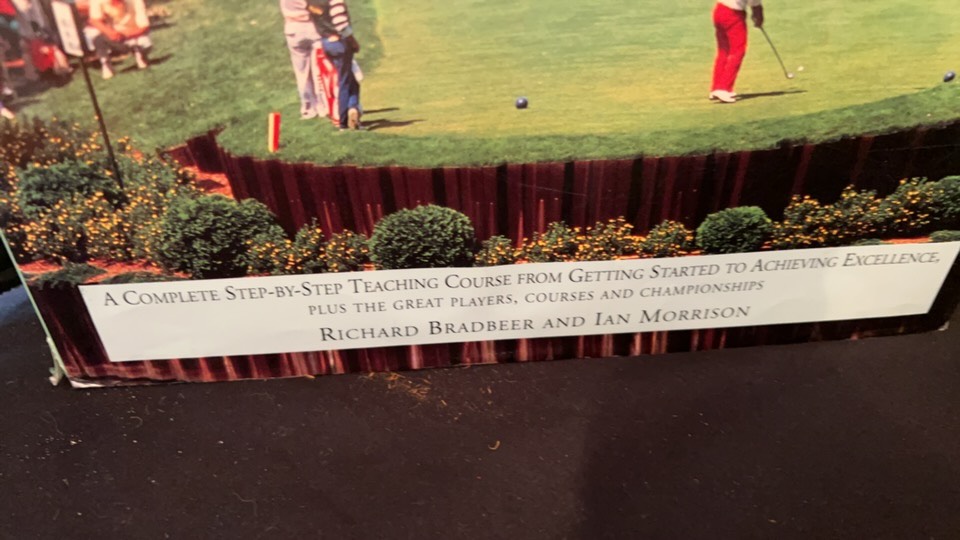 A Complete Step-by-Step Teaching Course from Getting Started to Achieving Excellence,
plus the great players, courses and championships
Richard Bradbeer and Ian Morrison